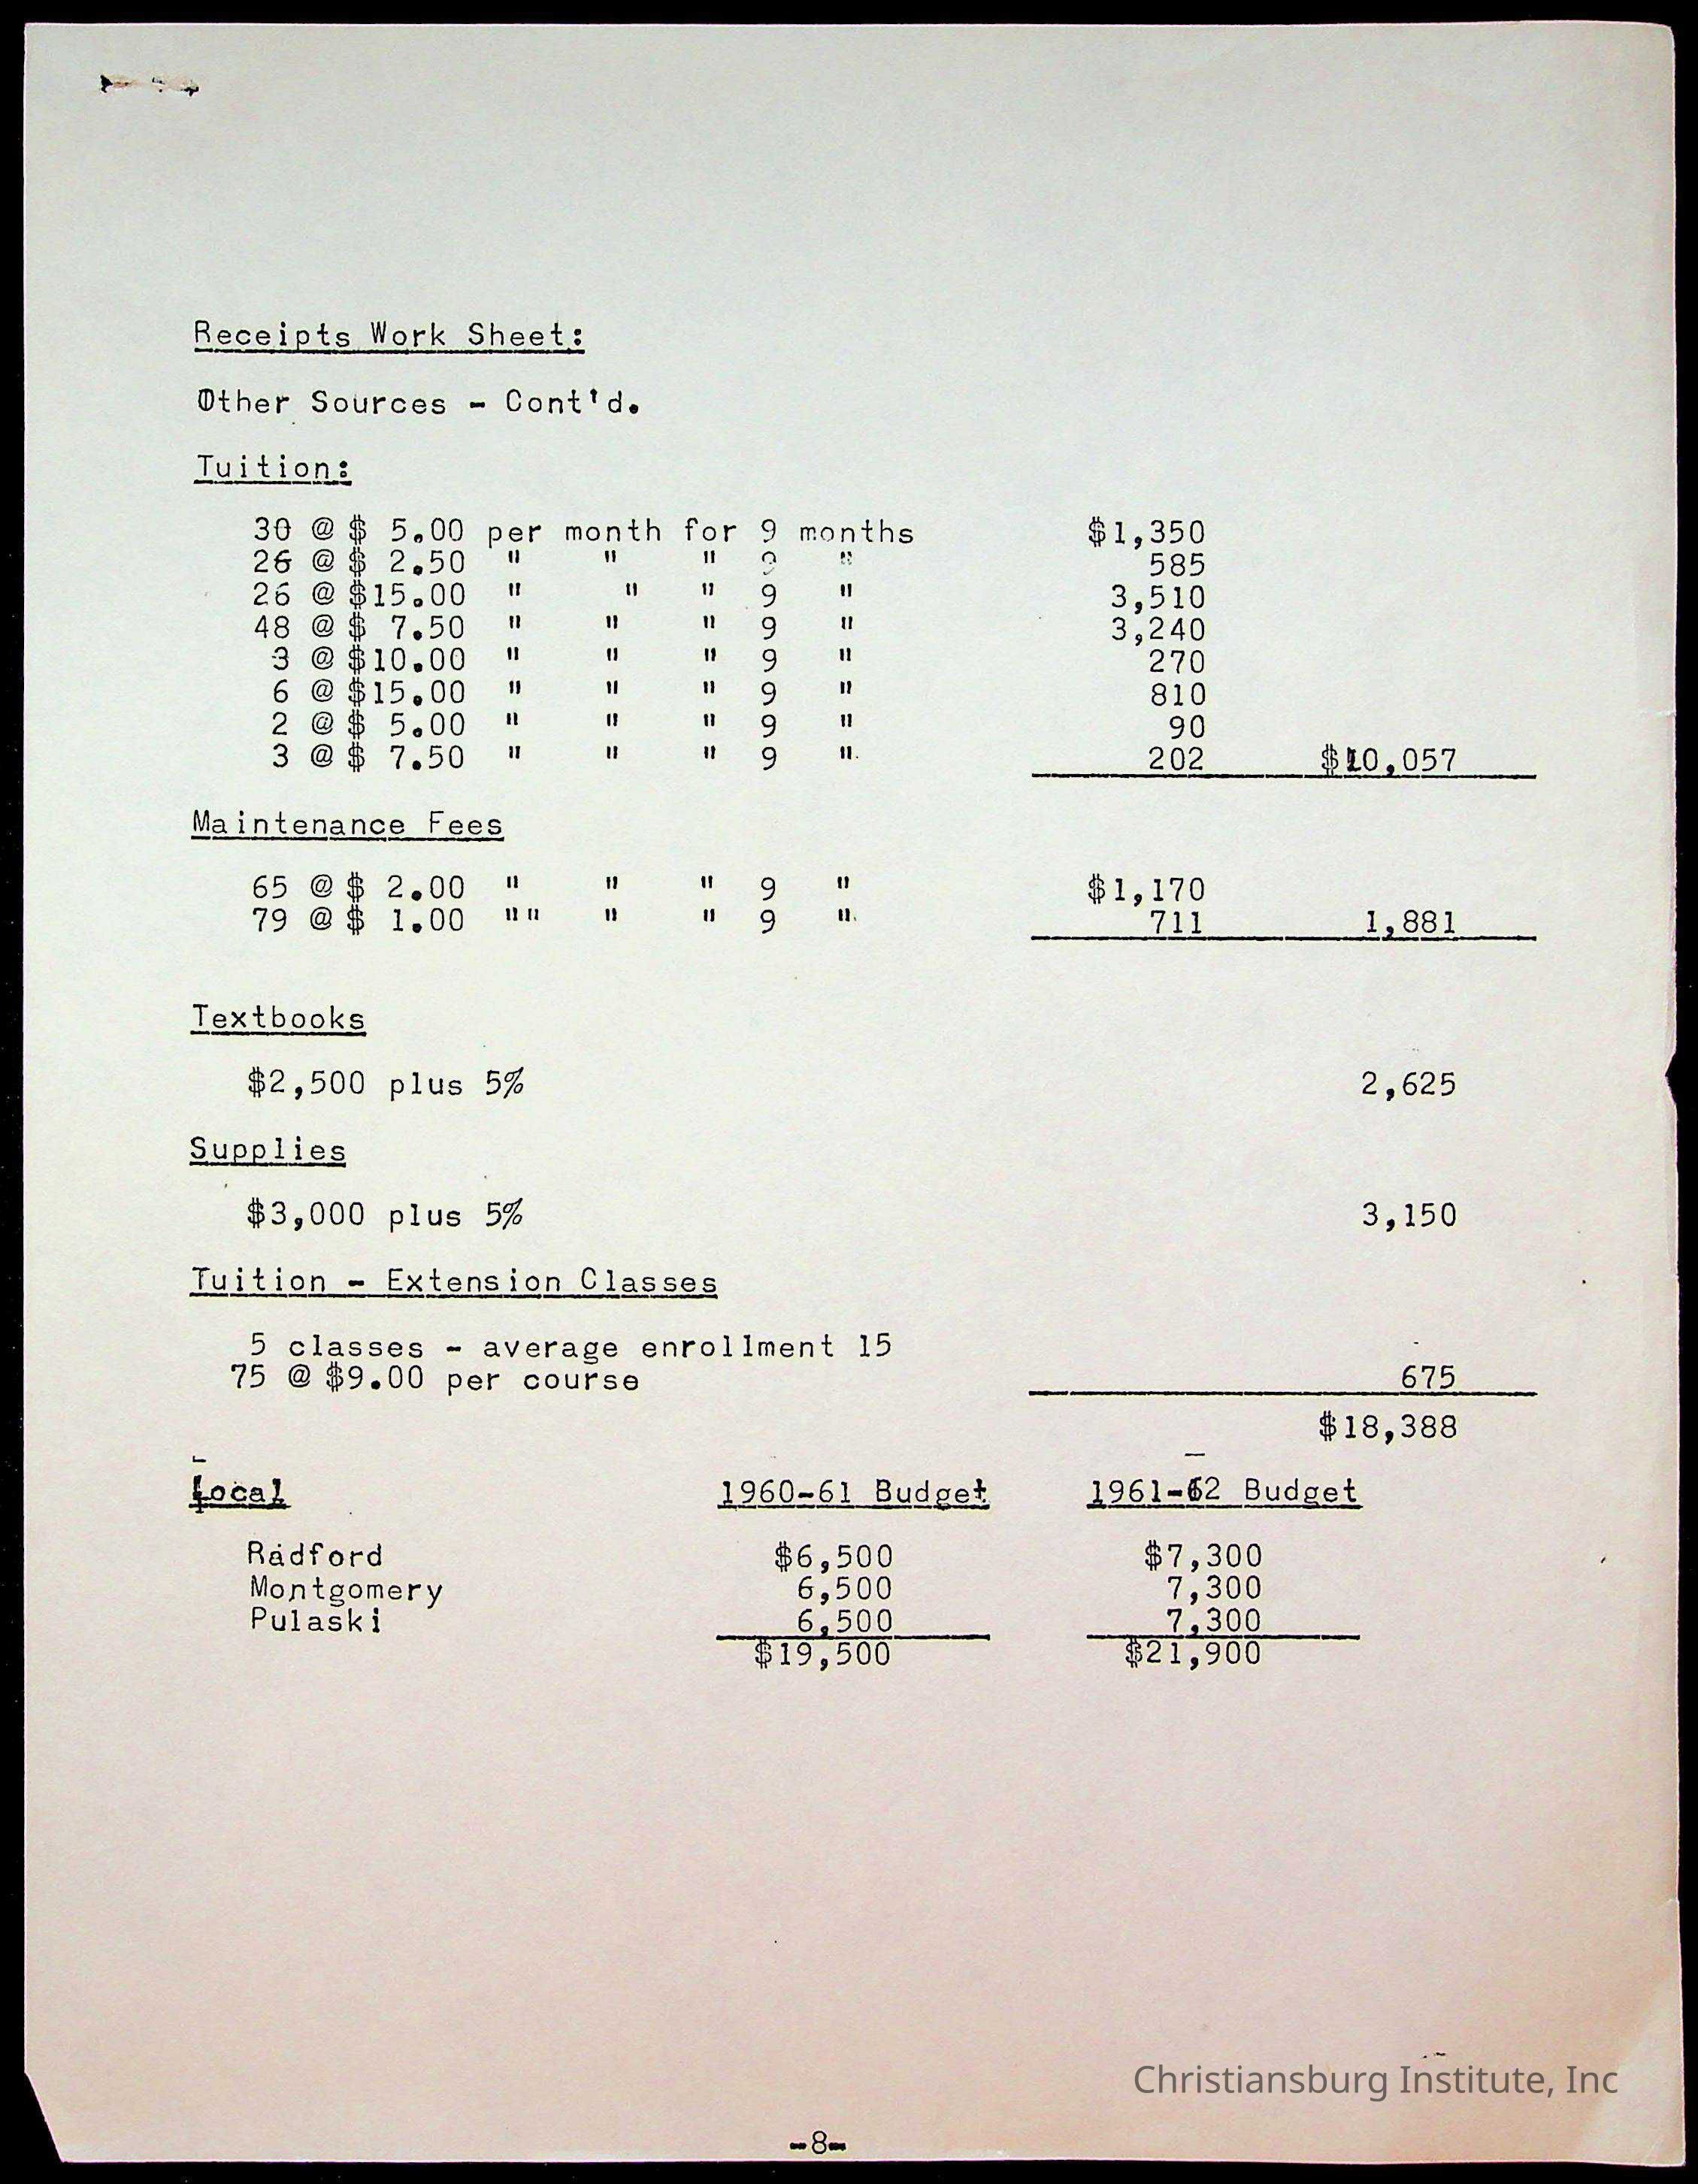 Receipts Work Sheet:
Other Sources - Cont'd.
Tuition:
30 @ $ 5.00 per month for 9 months $1,350
26 @ $ 2.50 " " " 9 " 585
26 @ $15.00 " " " 9 " 3,510
48 @ $ 7.50 " " " 9 " 3,240
3 @ $10.00 " " " 9 " 270
6 @ $15.00 " " " 9 " 810
2 @ $ 5.00 " " " 9 " 90
3 @ $ 7.50 " " " 9 " 202 $10,057
Maintenance Fees
65 @ $ 2.00 " " " 9 " $1,170
79 @ $ 1.00 "" " " 9 " 711 1,881
Textbooks
$2,500 plus 5% 2,625
Supplies
$3,000 plus 5% 3,150
Tuition - Extension Classes
5 classes - average enrollment 15
75 @ $9.00 per course 675
$18,388
Local 1960-61 Budget 1961-62 Budget
Radford $6,500 $7,300
Montgomery 6,500 7,300
Pulaski 6,500 7,300
$19,500 $21,900
Christiansburg Institute, Inc
-8-